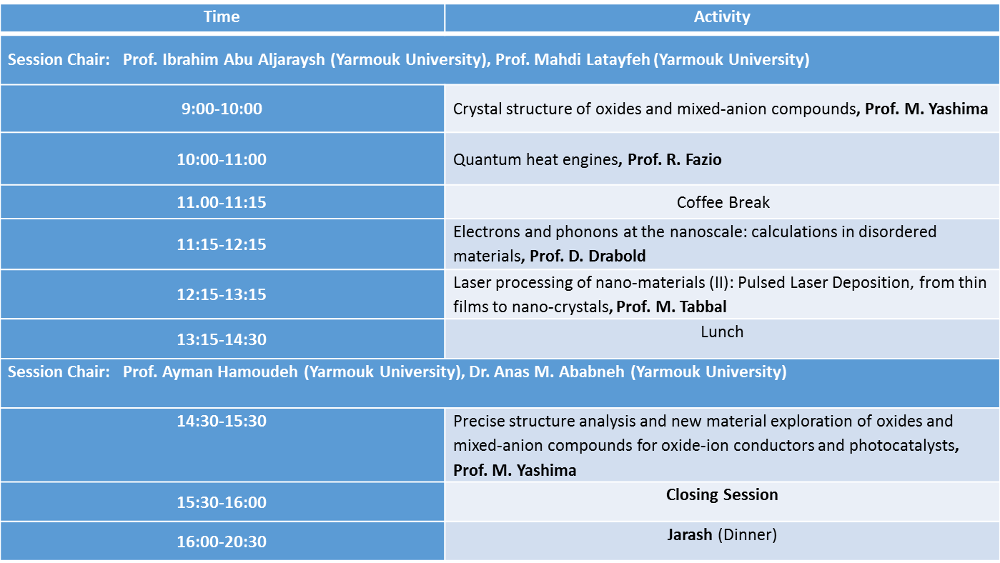 Time Activity
Session Chair: Prof. Ibrahim Abu Aljaraysh (Yarmouk University), Prof. Mahdi Latayfeh (Yarmouk University)
9:00-10:00 Crystal structure of oxides and mixed-anion compounds, Prof. M. Yashima
10:00-11:00 Quantum heat engines, Prof. R. Fazio
11.00-11:15 Coffee Break
11:15-12:15 Electrons and phonons at the nanoscale: calculations in disordered
materials, Prof. D. Drabold
12:15-13:15 Laser processing of nano-materials (II): Pulsed Laser Deposition, from thin
films to nano-crystals, Prof. M. Tabbal
13:15-14:30 Lunch
Session Chair: Prof. Ayman Hamoudeh (Yarmouk University), Dr. Anas M. Ababneh (Yarmouk University)
14:30-15:30 Precise structure analysis and new material exploration of oxides and
mixed-anion compounds for oxide-ion conductors and photocatalysts,
Prof. M. Yashima
15:30-16:00 Closing Session
16:00-20:30 Jarash (Dinner)